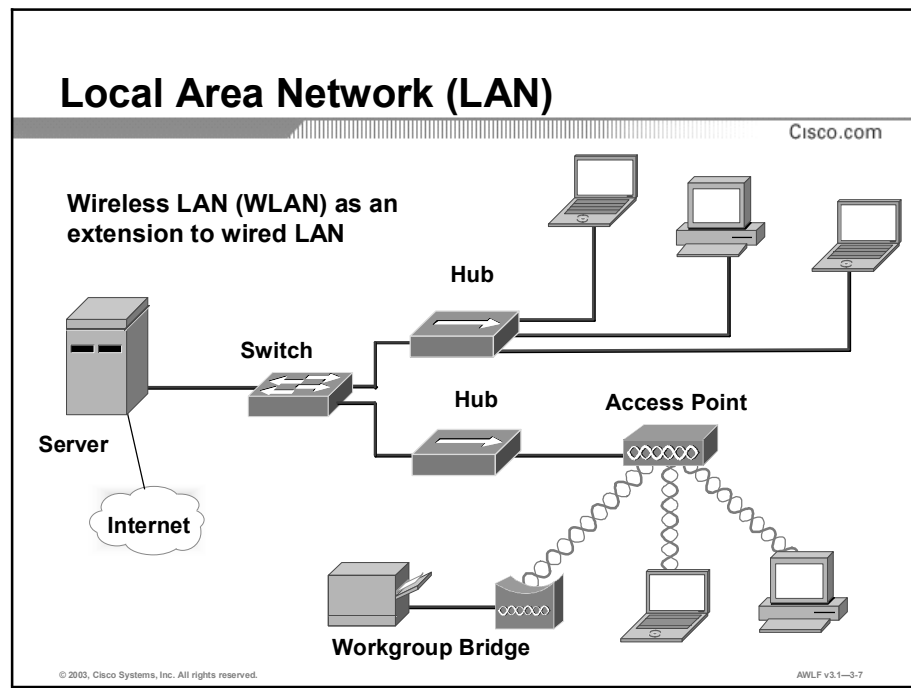 Local Area Network (LAN)
Cisco.com
Wireless LAN (WLAN) as an
extension to wired LAN
Hub
Switch
Hub
Access Point
Server
Internet
Workgroup Bridge
© 2003, Cisco Systems, Inc. All rights reserved.
AWLF v3.1—3-7